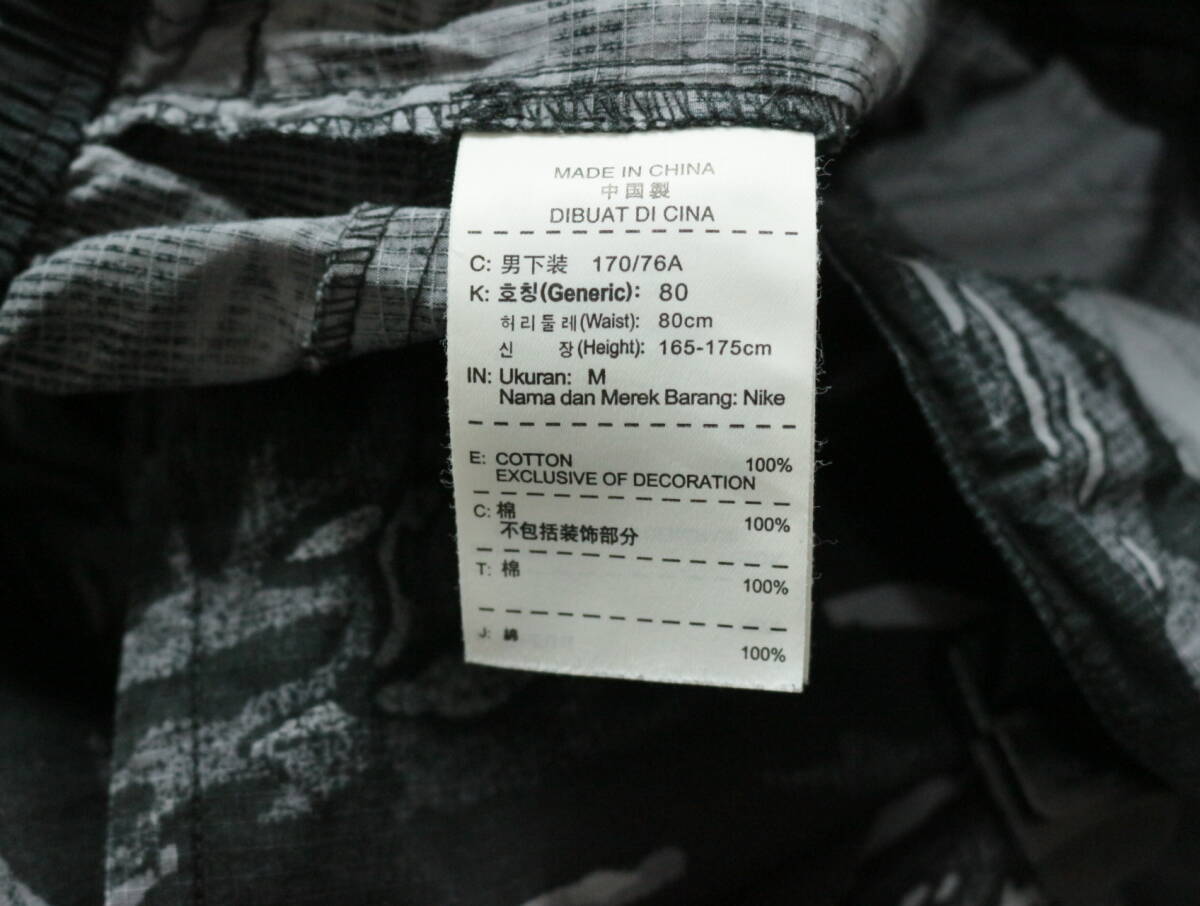 MADE IN CHINA
中国製
DIBUAT DI CINA
C: 男下装 170/76A
K: 호칭(Generic): 80
허리둘레(Waist): 80cm
신 장(Height): 165-175cm
IN: Ukuran: M
Nama dan Merek Barang: Nike
E: COTTON 100%
EXCLUSIVE OF DECORATION
C: 棉 100%
不包括装饰部分
T: 棉 100%
J: 綿 100%